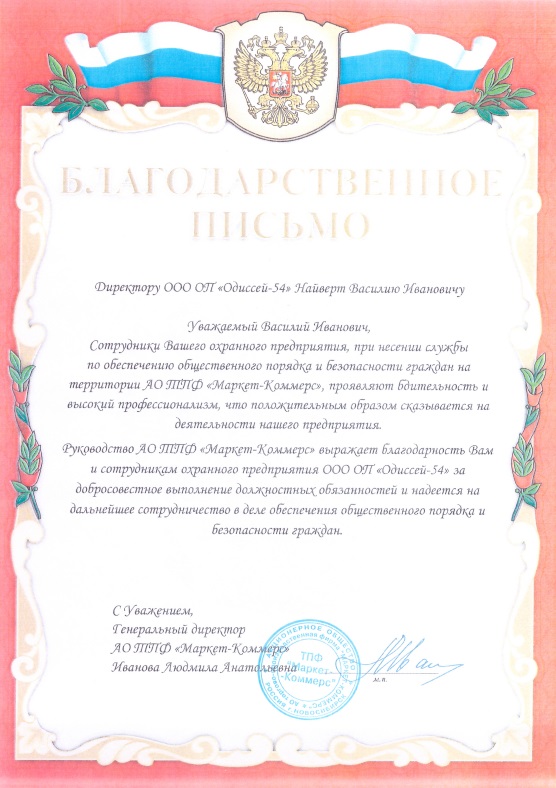 БЛАГОДАРСТВЕННОЕ
ПИСЬМО
Директору ООО ОП «Одиссей-54» Найверт Василию Ивановичу
Уважаемый Василий Иванович,
Сотрудники Вашего охранного предприятия, при несении службы
по обеспечению общественного порядка и безопасности граждан на
территории АО ТПФ «Маркет-Коммерс», проявляют бдительность и
высокий профессионализм, что положительным образом сказывается на
деятельности нашего предприятия.
Руководство АО ТПФ «Маркет-Коммерс» выражает благодарность Вам
и сотрудникам охранного предприятия ООО ОП «Одиссей-54» за
добросовестное выполнение должностных обязанностей и надеется на
дальнейшее сотрудничество в деле обеспечения общественного порядка и
безопасности граждан.
С Уважением,
Генеральный директор
АО ТПФ «Маркет-Коммерс»
Иванова Людмила Анатольевна
ТПФ
"Маркет-
-Коммерс"
м.п.